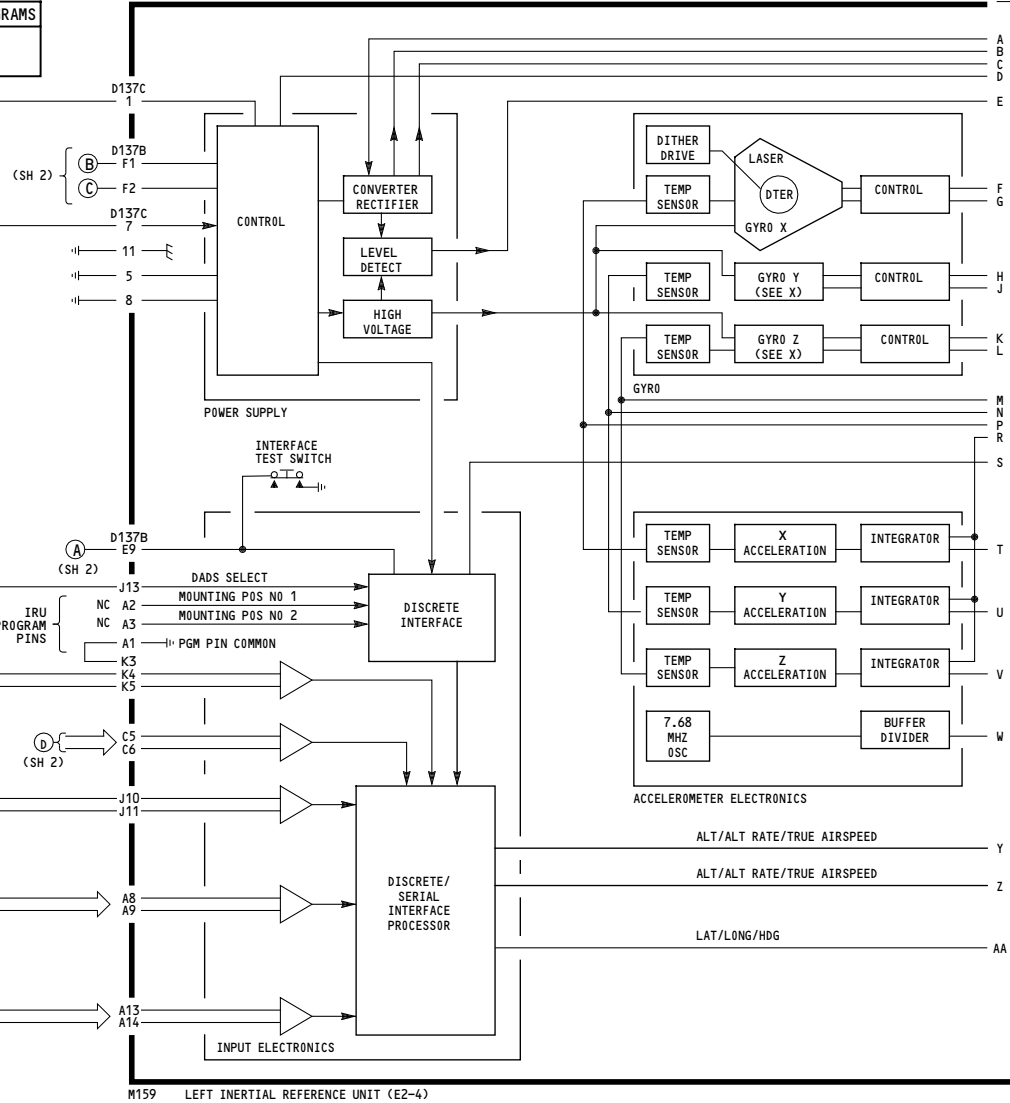 GRAMS
A
B
C
D
D137C
1
E
D137B
B
F1
(SH 2)
C
F2
D137C
7
11
5
8
CONTROL
CONVERTER
RECTIFIER
LEVEL
DETECT
HIGH
VOLTAGE
POWER SUPPLY
DITHER
DRIVE
LASER
DTER
GYRO X
TEMP
SENSOR
CONTROL
F
G
TEMP
SENSOR
GYRO Y
(SEE X)
CONTROL
H
J
TEMP
SENSOR
GYRO Z
(SEE X)
CONTROL
K
L
GYRO
M
N
P
R
S
INTERFACE
TEST SWITCH
D137B
A
E9
(SH 2)
J13
DADS SELECT
NC A2
MOUNTING POS NO 1
NC A3
MOUNTING POS NO 2
IRU
PROGRAM
PINS
A1
PGM PIN COMMON
K3
K4
K5
DISCRETE
INTERFACE
D
(SH 2)
C5
C6
J10
J11
A8
A9
A13
A14
DISCRETE/
SERIAL
INTERFACE
PROCESSOR
INPUT ELECTRONICS
TEMP
SENSOR
X
ACCELERATION
INTEGRATOR
T
TEMP
SENSOR
Y
ACCELERATION
INTEGRATOR
U
TEMP
SENSOR
Z
ACCELERATION
INTEGRATOR
V
7.68
MHZ
OSC
BUFFER
DIVIDER
W
ACCELEROMETER ELECTRONICS
ALT/ALT RATE/TRUE AIRSPEED
Y
ALT/ALT RATE/TRUE AIRSPEED
Z
LAT/LONG/HDG
AA
M159 LEFT INERTIAL REFERENCE UNIT (E2-4)